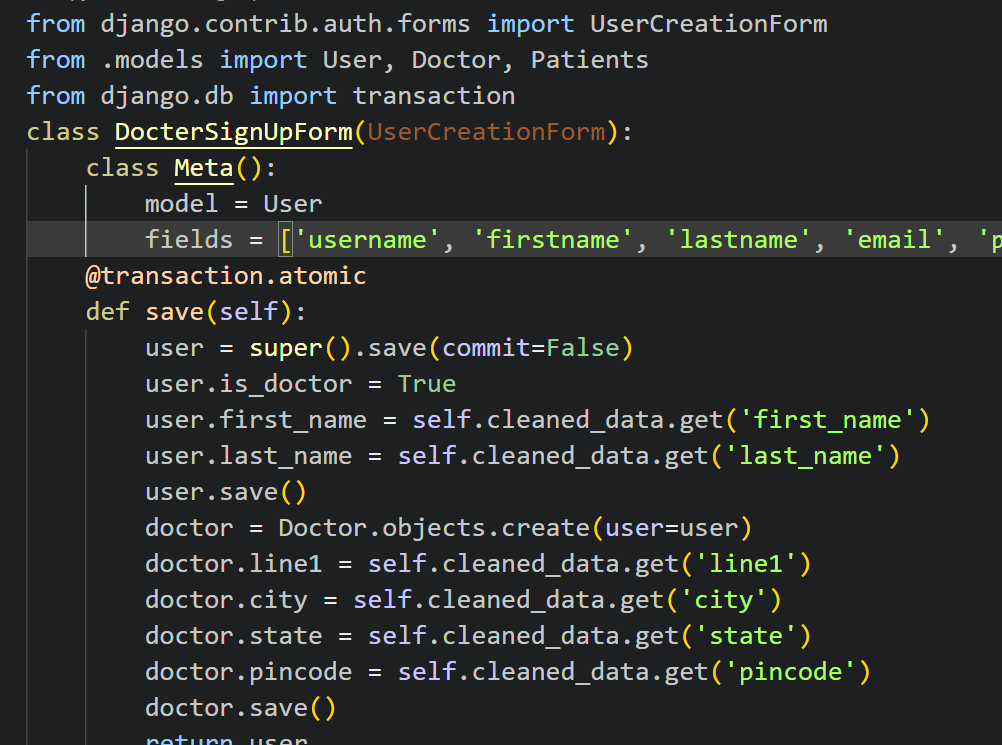 from django.contrib.auth.forms import UserCreationForm
from .models import User, Doctor, Patients
from django.db import transaction
class DocterSignUpForm(UserCreationForm):
    class Meta():
        model = User
        fields = ['username', 'firstname', 'lastname', 'email', 'p
    @transaction.atomic
    def save(self):
        user = super().save(commit=False)
        user.is_doctor = True
        user.first_name = self.cleaned_data.get('first_name')
        user.last_name = self.cleaned_data.get('last_name')
        user.save()
        doctor = Doctor.objects.create(user=user)
        doctor.line1 = self.cleaned_data.get('line1')
        doctor.city = self.cleaned_data.get('city')
        doctor.state = self.cleaned_data.get('state')
        doctor.pincode = self.cleaned_data.get('pincode')
        doctor.save()
        return user